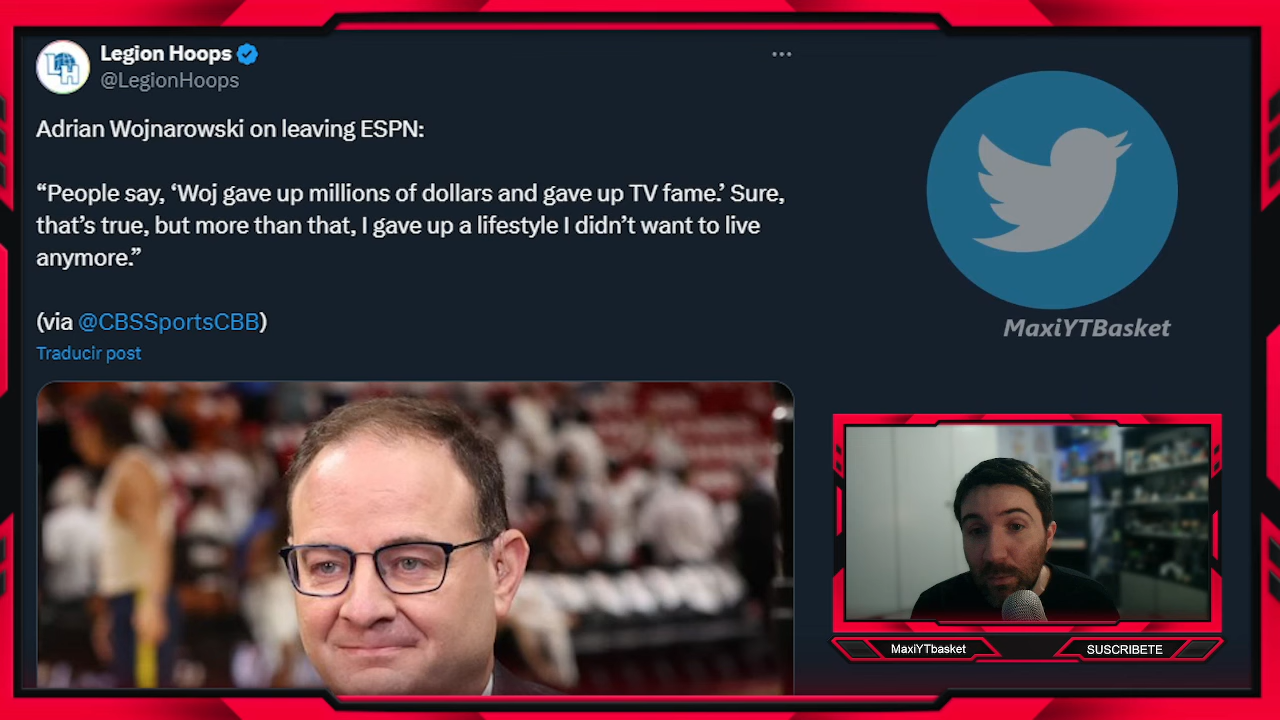 Legion Hoops
@LegionHoops
Adrian Wojnarowski on leaving ESPN:
“People say, ‘Woj gave up millions of dollars and gave up TV fame.’ Sure,
that’s true, but more than that, I gave up a lifestyle I didn’t want to live
anymore.”
(via @CBSSportsCBB)
Traducir post
MaxiYTBasket
MaxiYTbasket
SUSCRIBETE